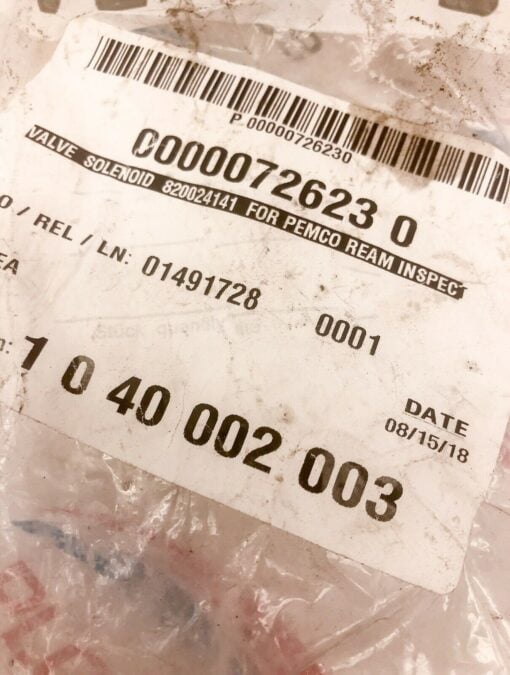 P 00000726230
0000072623 0
VALVE SOLENOID 820024141 FOR PEMCO REAM INSPECT
O / REL / LN: 01491728 0001
EA
DATE
08/15/18
1 0 40 002 003